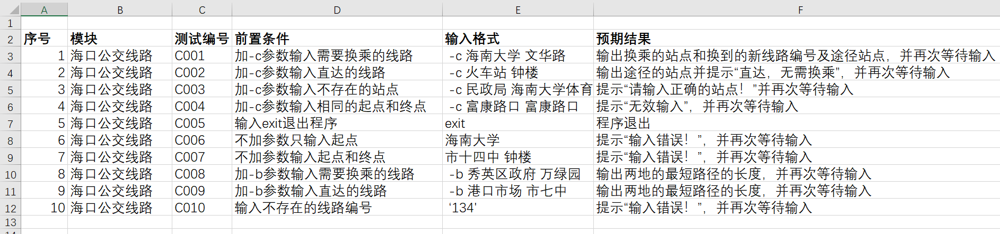 A B C D E F
1
2 序号 模块 测试编号 前置条件 输入格式 预期结果
3 1 海口公交线路 C001 加-c参数输入需要换乘的线路 -c 海南大学 文华路 输出换乘的站点和换到的新线路编号及途径站点，并再次等待输入
4 2 海口公交线路 C002 加-c参数输入直达的线路 -c 火车站 钟楼 输出途径的站点并提示“直达，无需换乘”，并再次等待输入
5 3 海口公交线路 C003 加-c参数输入不存在的站点 -c 民政局 海南大学体育 提示“请输入正确的站点！”并再次等待输入
6 4 海口公交线路 C004 加-c参数输入相同的起点和终点 -c 富康路口 富康路口 提示“无效输入”，并再次等待输入
7 5 海口公交线路 C005 输入exit退出程序 exit 程序退出
8 6 海口公交线路 C006 不加参数只输入起点 海南大学 提示“输入错误！”，并再次等待输入
9 7 海口公交线路 C007 不加参数输入起点和终点 市十四中 钟楼 提示“输入错误！”，并再次等待输入
10 8 海口公交线路 C008 加-b参数输入需要换乘的线路 -b 秀英区政府 万绿园 输出两地的最短路径的长度，并再次等待输入
11 9 海口公交线路 C009 加-b参数输入直达的线路 -b 港口市场 市七中 输出两地的最短路径的长度，并再次等待输入
12 10 海口公交线路 C010 输入不存在的线路编号 ‘134' 提示“输入错误！”，并再次等待输入
13